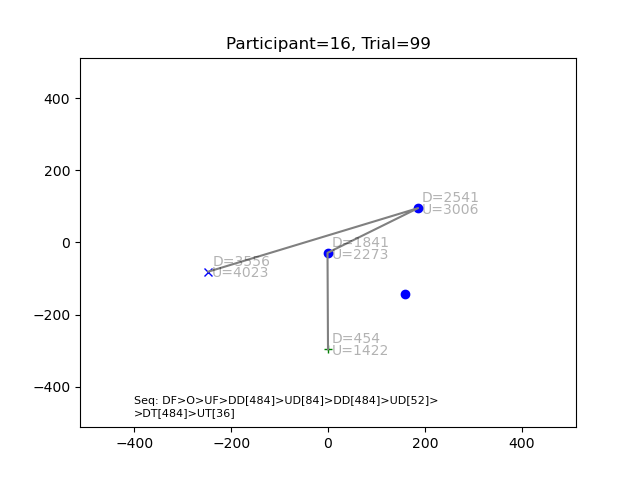 Participant=16, Trial=99
400
200
0
−200
−400
D=2541
U=3006
D=1841
U=2273
D=3556
U=4023
D=454
U=1422
Seq: DF>O>UF>DD[484]>UD[84]>DD[484]>UD[52]>
>DT[484]>UT[36]
−400
−200
0
200
400